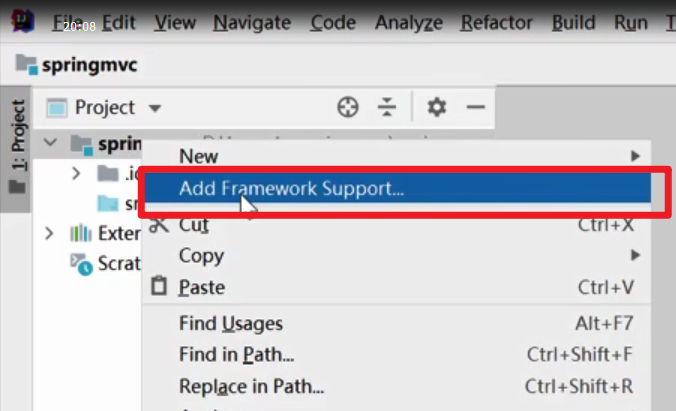 File Edit View Navigate Code Analyze Refactor Build Run
20:08
springmvc
1: Project
Project
sprin
New
Add Framework Support...
Cut Ctrl+X
Exter
Copy
Scrat
Paste Ctrl+V
Find Usages Alt+F7
Find in Path... Ctrl+Shift+F
Replace in Path... Ctrl+Shift+R